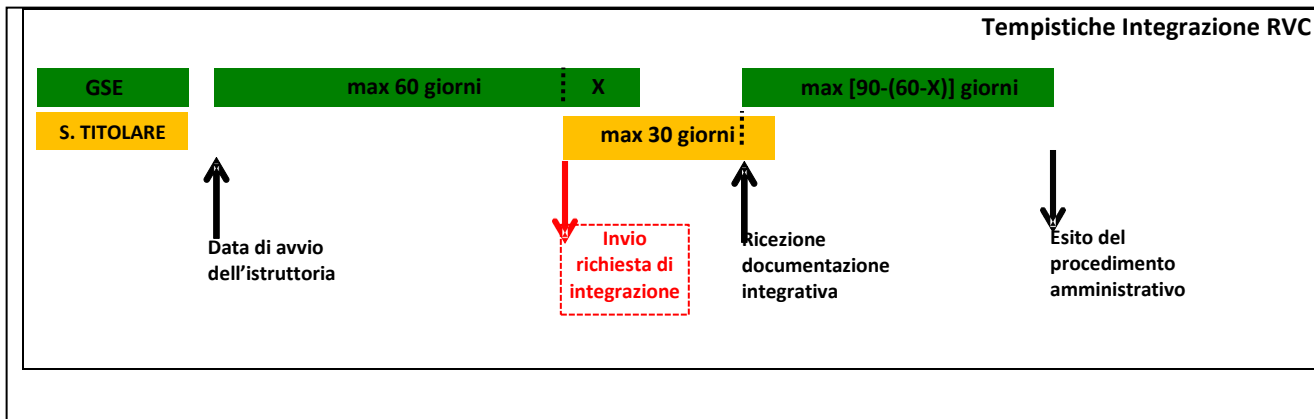 Tempistiche Integrazione RVC
GSE
max 60 giorni
X
max [90-(60-X)] giorni
S. TITOLARE
max 30 giorni
Data di avvio
dell’istruttoria
Invio
richiesta di
integrazione
Ricezione
documentazione
integrativa
Esito del
procedimento
amministrativo